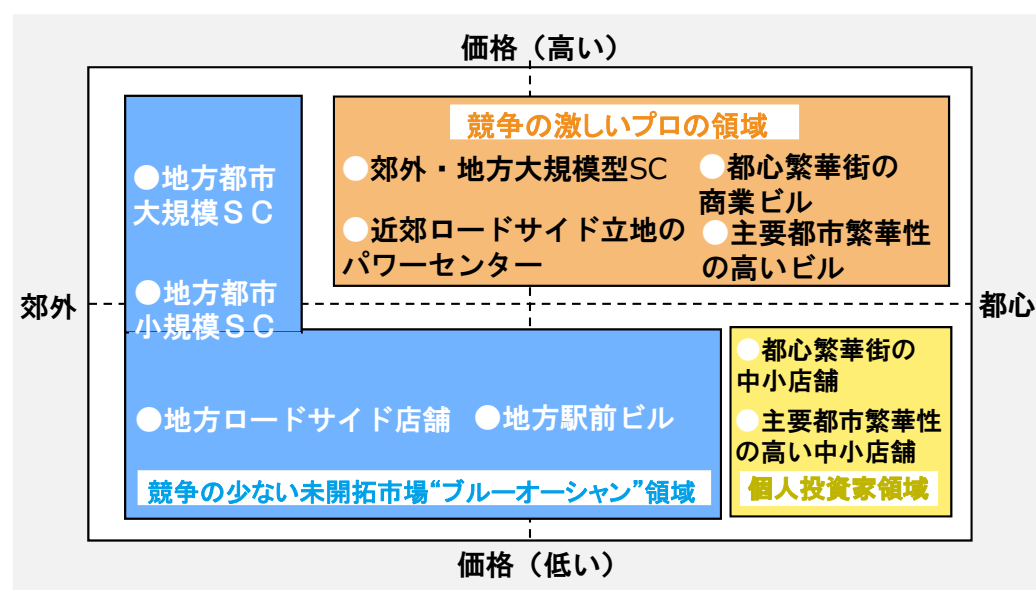 価格（高い）
競争の激しいプロの領域
●郊外・地方大規模型SC
●近郊ロードサイド立地の
パワーセンター
●都心繁華街の
商業ビル
●主要都市繁華性
の高いビル
●地方都市
大規模ＳＣ
●地方都市
小規模ＳＣ
郊外
都心
●地方ロードサイド店舗
●地方駅前ビル
競争の少ない未開拓市場“ブルーオーシャン”領域
●都心繁華街の
中小店舗
●主要都市繁華性
の高い中小店舗
個人投資家領域
価格（低い）